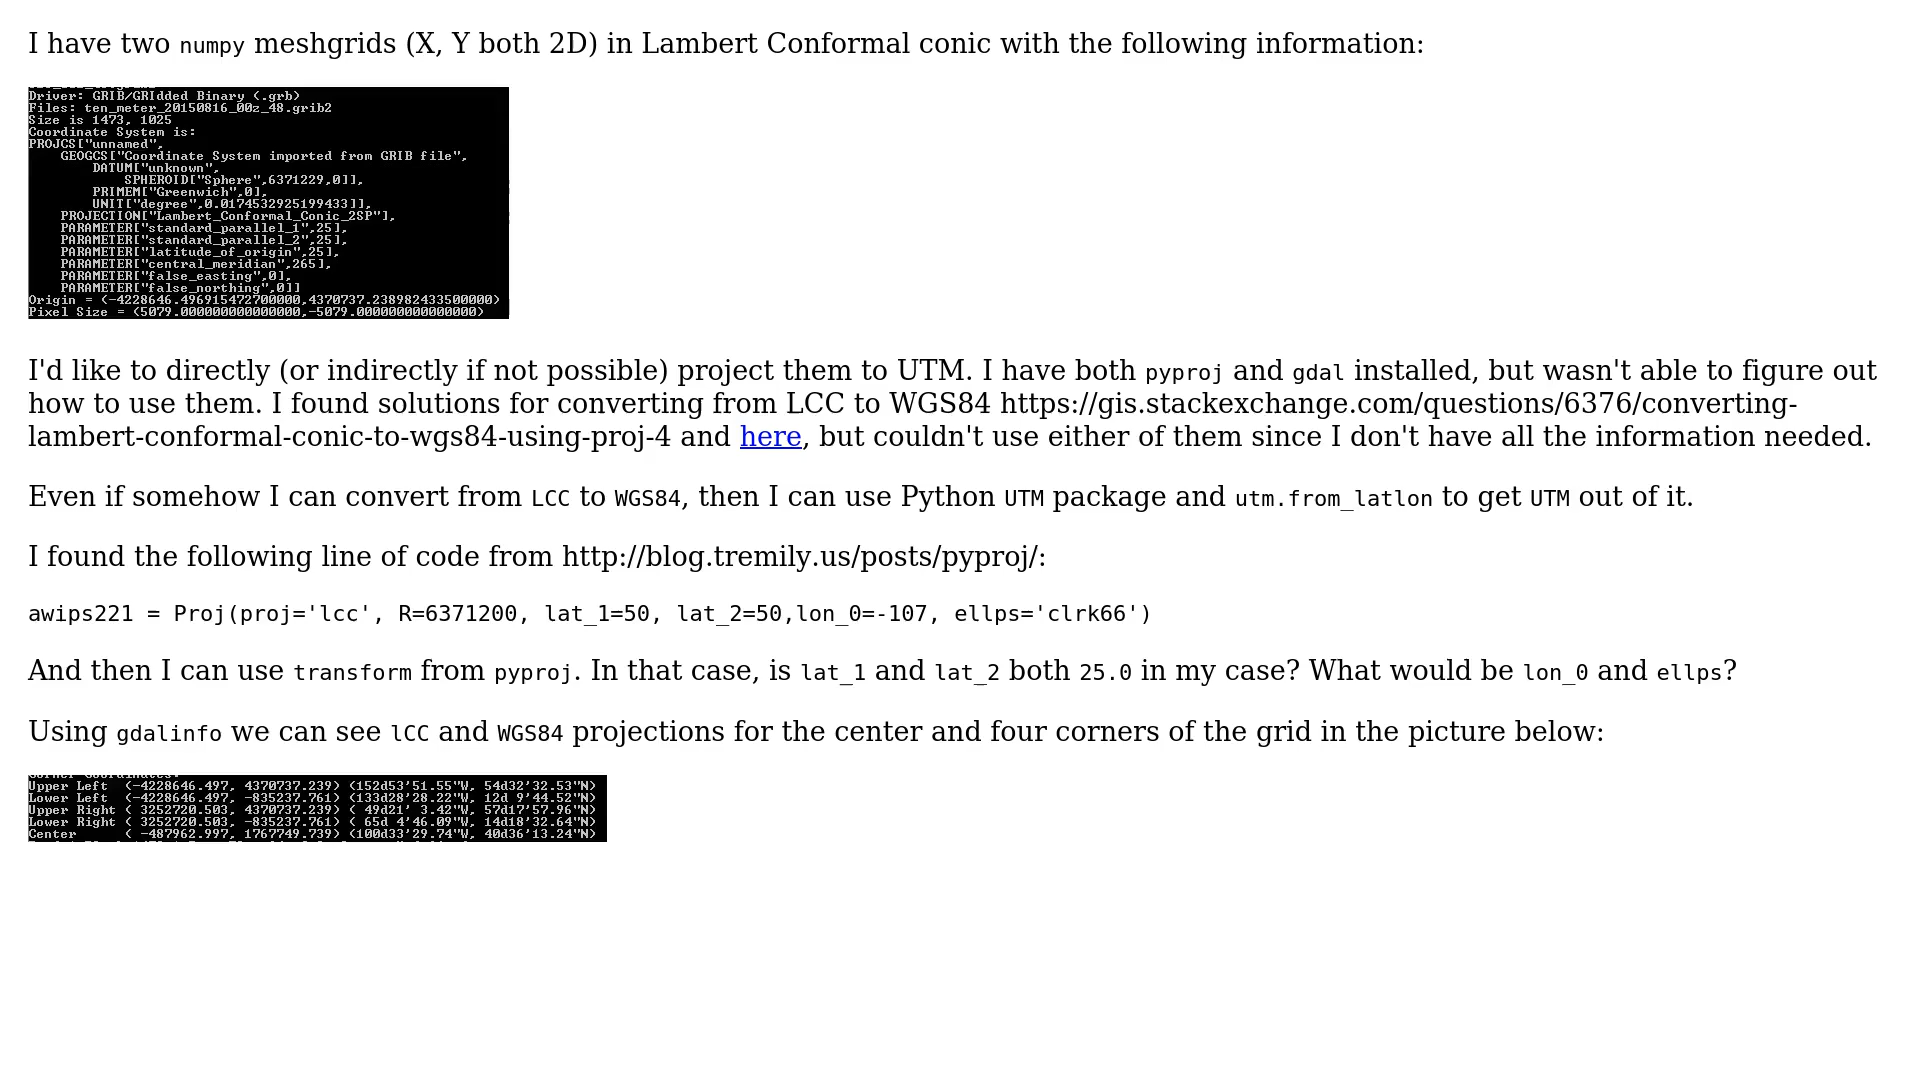 I have two numpy meshgrids (X, Y both 2D) in Lambert Conformal conic with the following information:
Driver: GRIB/GRIdded Binary (.grb)
Files: ten_meter_20150816_00z_48.grib2
Size is 1473, 1025
Coordinate System is:
PROJCS["unnamed",
GEOGCS["Coordinate System imported from GRIB file",
DATUM["unknown",
SPHEROID["Sphere",6371229,0]],
PRIMEM["Greenwich",0],
UNIT["degree",0.0174532925199433]],
PROJECTION["Lambert_Conformal_Conic_2SP"],
PARAMETER["standard_parallel_1",25],
PARAMETER["standard_parallel_2",25],
PARAMETER["latitude_of_origin",25],
PARAMETER["central_meridian",265],
PARAMETER["false_easting",0],
PARAMETER["false_northing",0]]
Origin = (-4228646.496915472700000,4370737.238982433500000)
Pixel Size = (5079.000000000000000,-5079.000000000000000)
I'd like to directly (or indirectly if not possible) project them to UTM. I have both pyproj and gdal installed, but wasn't able to figure out
how to use them. I found solutions for converting from LCC to WGS84 https://gis.stackexchange.com/questions/6376/converting-
lambert-conformal-conic-to-wgs84-using-proj-4 and here, but couldn't use either of them since I don't have all the information needed.
Even if somehow I can convert from LCC to WGS84, then I can use Python UTM package and utm.from_latlon to get UTM out of it.
I found the following line of code from http://blog.tremily.us/posts/pyproj/:
awips221 = Proj(proj='lcc', R=6371200, lat_1=50, lat_2=50,lon_0=-107, ellps='clrk66')
And then I can use transform from pyproj. In that case, is lat_1 and lat_2 both 25.0 in my case? What would be lon_0 and ellps?
Using gdalinfo we can see lCC and WGS84 projections for the center and four corners of the grid in the picture below:
Corner Coordinates:
Upper Left (-4228646.497, 4370737.239) (152d53'51.55"W, 54d32'32.53"N)
Lower Left (-4228646.497, -835237.761) (133d28'28.22"W, 12d 9'44.52"N)
Upper Right ( 3252720.503, 4370737.239) ( 49d21' 3.42"W, 57d17'57.96"N)
Lower Right ( 3252720.503, -835237.761) ( 65d 4'46.09"W, 14d18'32.64"N)
Center ( -487962.997, 1767749.739) (100d33'29.74"W, 40d36'13.24"N)